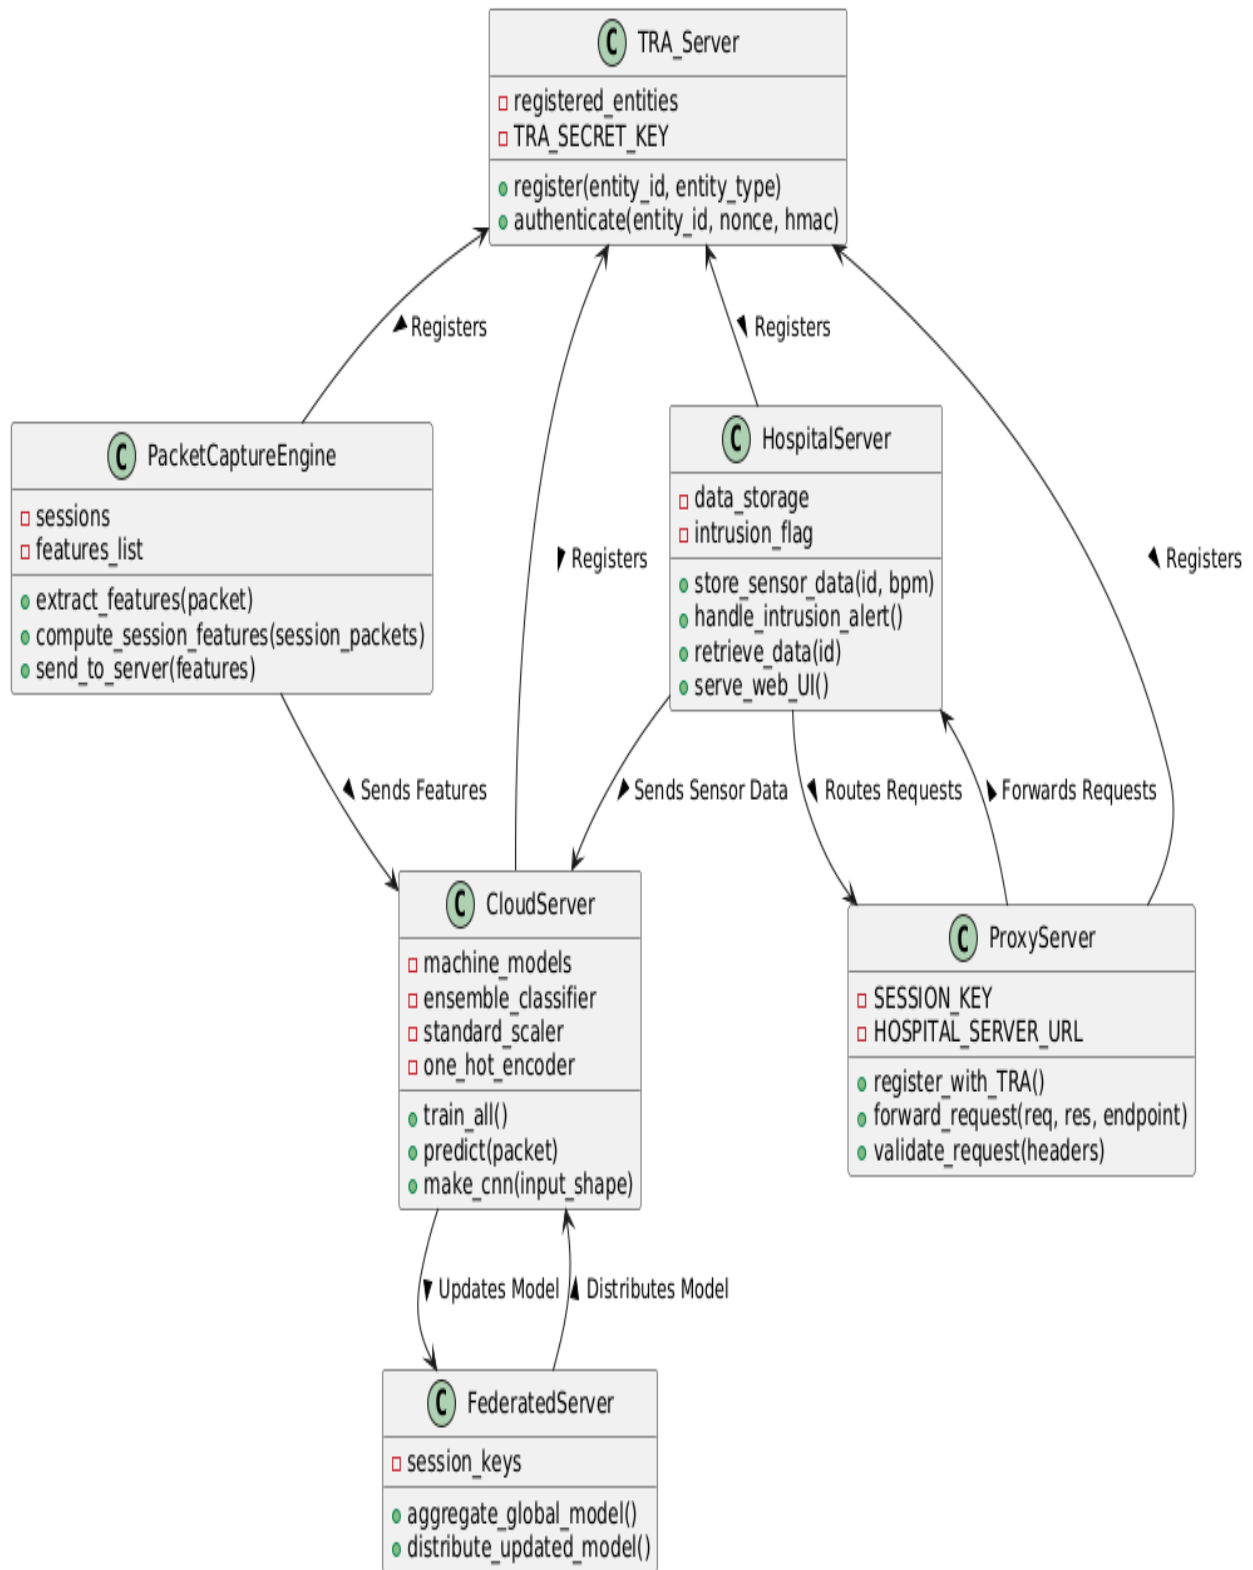 C TRA_Server
registered_entities
TRA_SECRET_KEY
register(entity_id, entity_type)
authenticate(entity_id, nonce, hmac)
Registers
Registers
C PacketCaptureEngine
sessions
features_list
extract_features(packet)
compute_session_features(session_packets)
send_to_server(features)
C HospitalServer
data_storage
intrusion_flag
store_sensor_data(id, bpm)
handle_intrusion_alert()
retrieve_data(id)
serve_web_UI()
Registers
Registers
Sends Features
Sends Sensor Data
Routes Requests
Forwards Requests
C CloudServer
machine_models
ensemble_classifier
standard_scaler
one_hot_encoder
train_all()
predict(packet)
make_cnn(input_shape)
C ProxyServer
SESSION_KEY
HOSPITAL_SERVER_URL
register_with_TRA()
forward_request(req, res, endpoint)
validate_request(headers)
Updates Model
Distributes Model
C FederatedServer
session_keys
aggregate_global_model()
distribute_updated_model()